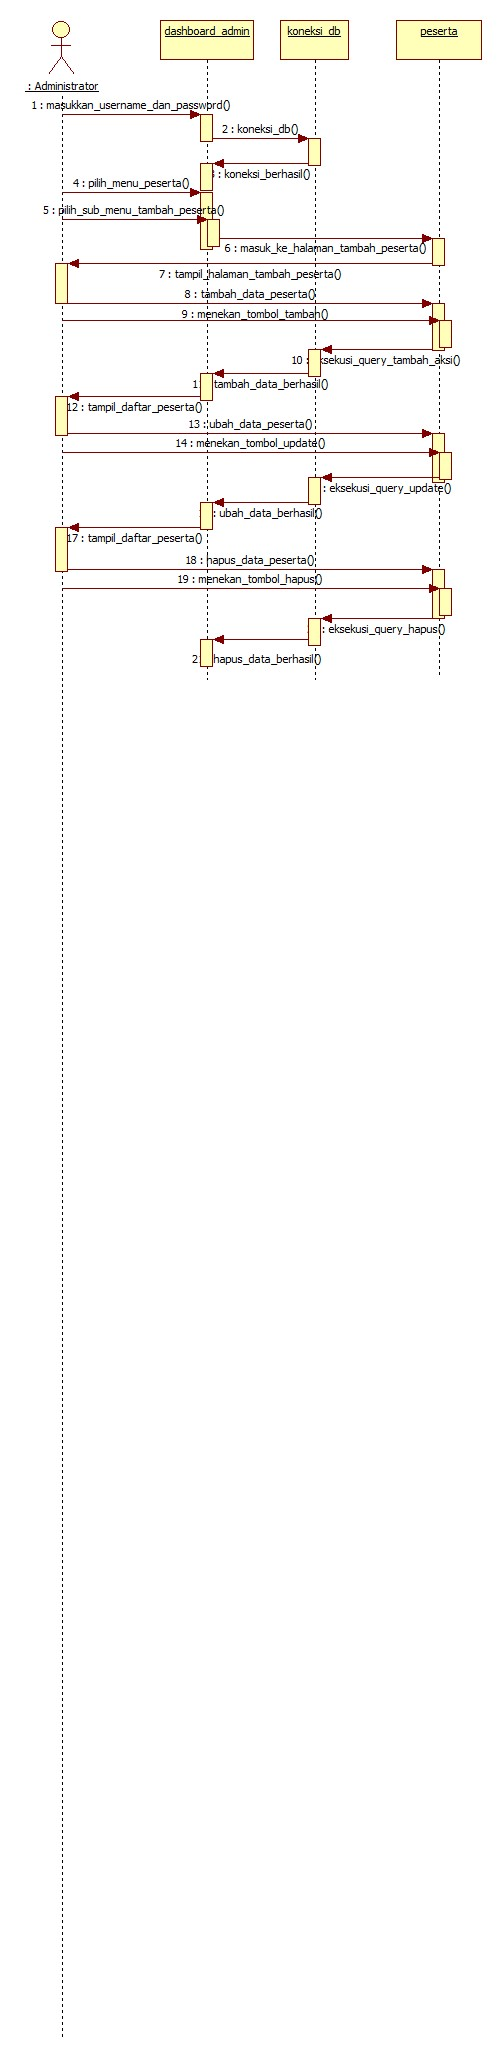 dashboard_admin
koneksi_db
peserta
: Administrator
1 : masukkan_username_dan_password()
2 : koneksi_db()
: koneksi_berhasil()
4 : pilih_menu_peserta()
5 : pilih_sub_menu_tambah_peserta()
6 : masuk_ke_halaman_tambah_peserta()
7 : tampil_halaman_tambah_peserta()
8 : tambah_data_peserta()
9 : menekan_tombol_tambah()
10 : eksekusi_query_tambah_aksi()
tambah_data_berhasil()
12 : tampil_daftar_peserta()
13 : ubah_data_peserta()
14 : menekan_tombol_update()
: eksekusi_query_update()
: ubah_data_berhasil()
17 : tampil_daftar_peserta()
18 : hapus_data_peserta()
19 : menekan_tombol_hapus()
: eksekusi_query_hapus()
hapus_data_berhasil()